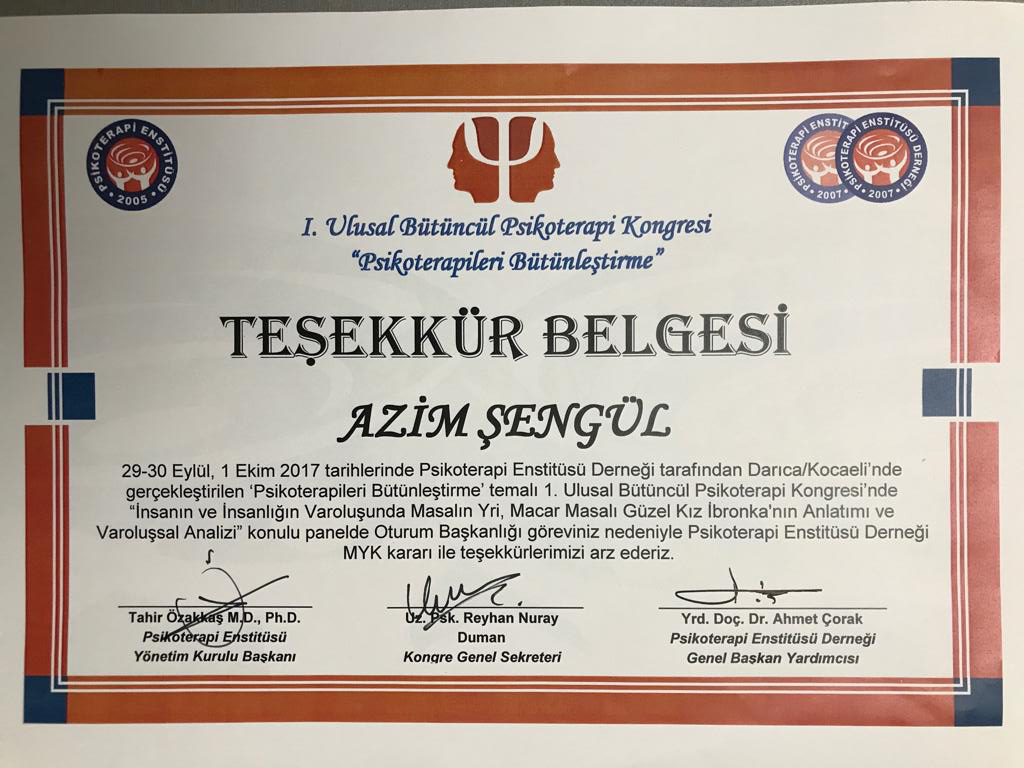 PSİKOTERAPİ ENSTİTÜSÜ
2005
PSİKOTERAPİ ENSTİT
2007
PSİKOTERAPİ ENSTİTÜSÜ DERNEĞİ
2007
I. Ulusal Bütüncül Psikoterapi Kongresi
“Psikoterapileri Bütünleştirme”
TEŞEKKÜR BELGESİ
AZİM ŞENGÜL
29-30 Eylül, 1 Ekim 2017 tarihlerinde Psikoterapi Enstitüsü Derneği tarafından Darıca/Kocaeli’nde
gerçekleştirilen ‘Psikoterapileri Bütünleştirme’ temalı 1. Ulusal Bütüncül Psikoterapi Kongresi’nde
“İnsanın ve İnsanlığın Varoluşunda Masalın Yri, Macar Masalı Güzel Kız İbronka'nın Anlatımı ve
Varoluşsal Analizi” konulu panelde Oturum Başkanlığı göreviniz nedeniyle Psikoterapi Enstitüsü Derneği
MYK kararı ile teşekkürlerimizi arz ederiz.
Tahir Özakkaş M.D., Ph.D.
Psikoterapi Enstitüsü
Yönetim Kurulu Başkanı
Uz. Psk. Reyhan Nuray
Duman
Kongre Genel Sekreteri
Yrd. Doç. Dr. Ahmet Çorak
Psikoterapi Enstitüsü Derneği
Genel Başkan Yardımcısı